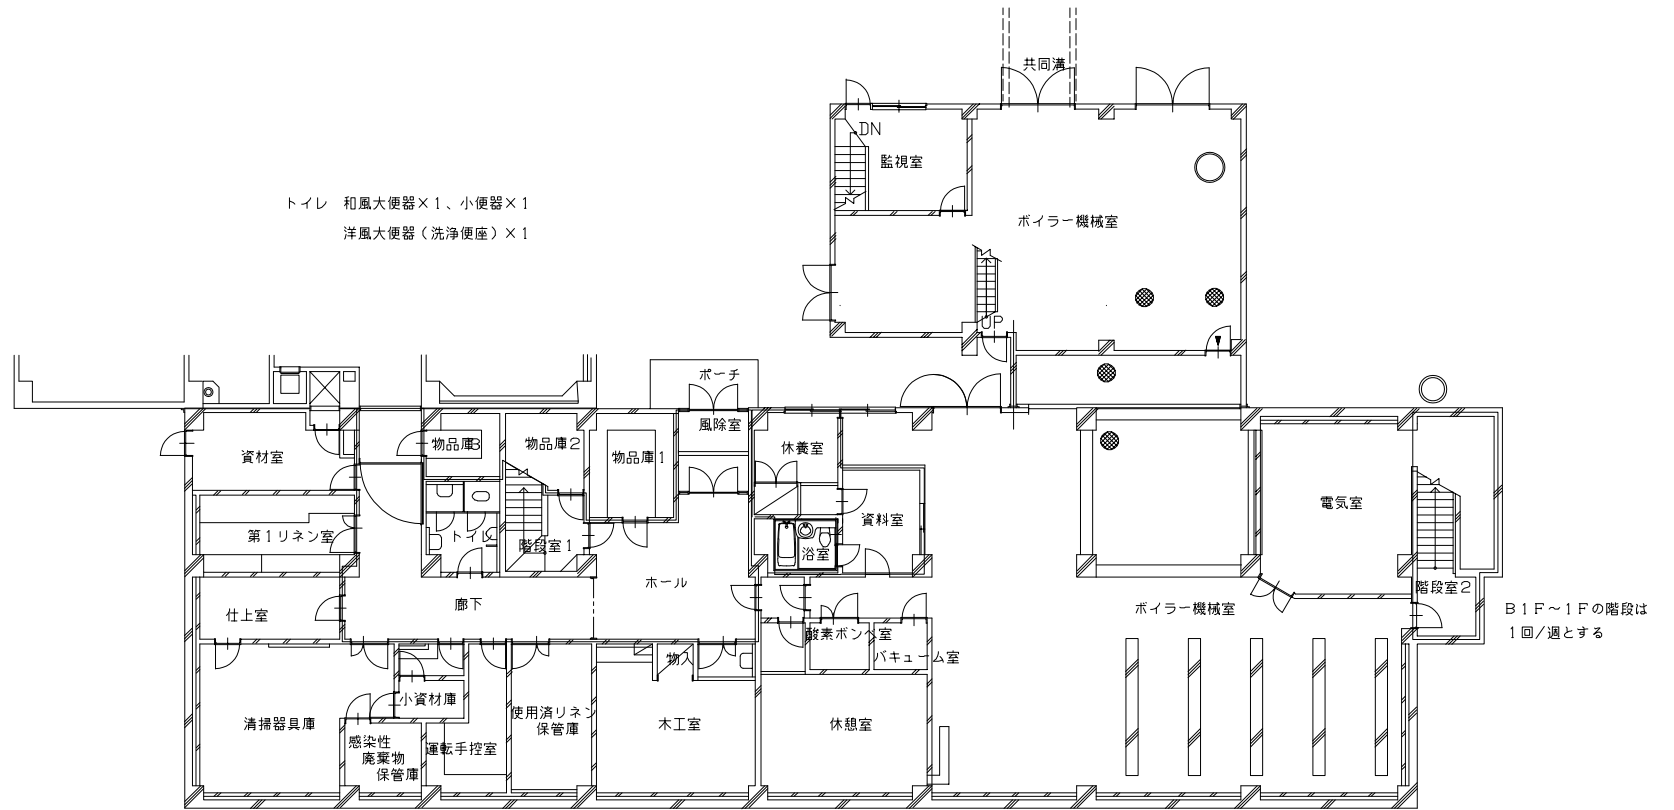 共同溝
DN
監視室
ボイラー機械室
UP
トイレ 和風大便器×1、小便器×1
洋風大便器(洗浄便座)×1
ポーチ
風除室
資材室
物品庫3
物品庫2
物品庫1
休養室
第1リネン室
トイレ
階段室1
資料室
浴室
電気室
仕上室
廊下
ホール
ボイラー機械室
階段室2
B1F~1Fの階段は
1回/週とする
酸素ボンベ室
バキューム室
物入
小資材庫
清掃器具庫
感染性
廃棄物
保管庫
運転手控室
使用済リネン
保管庫
木工室
休憩室